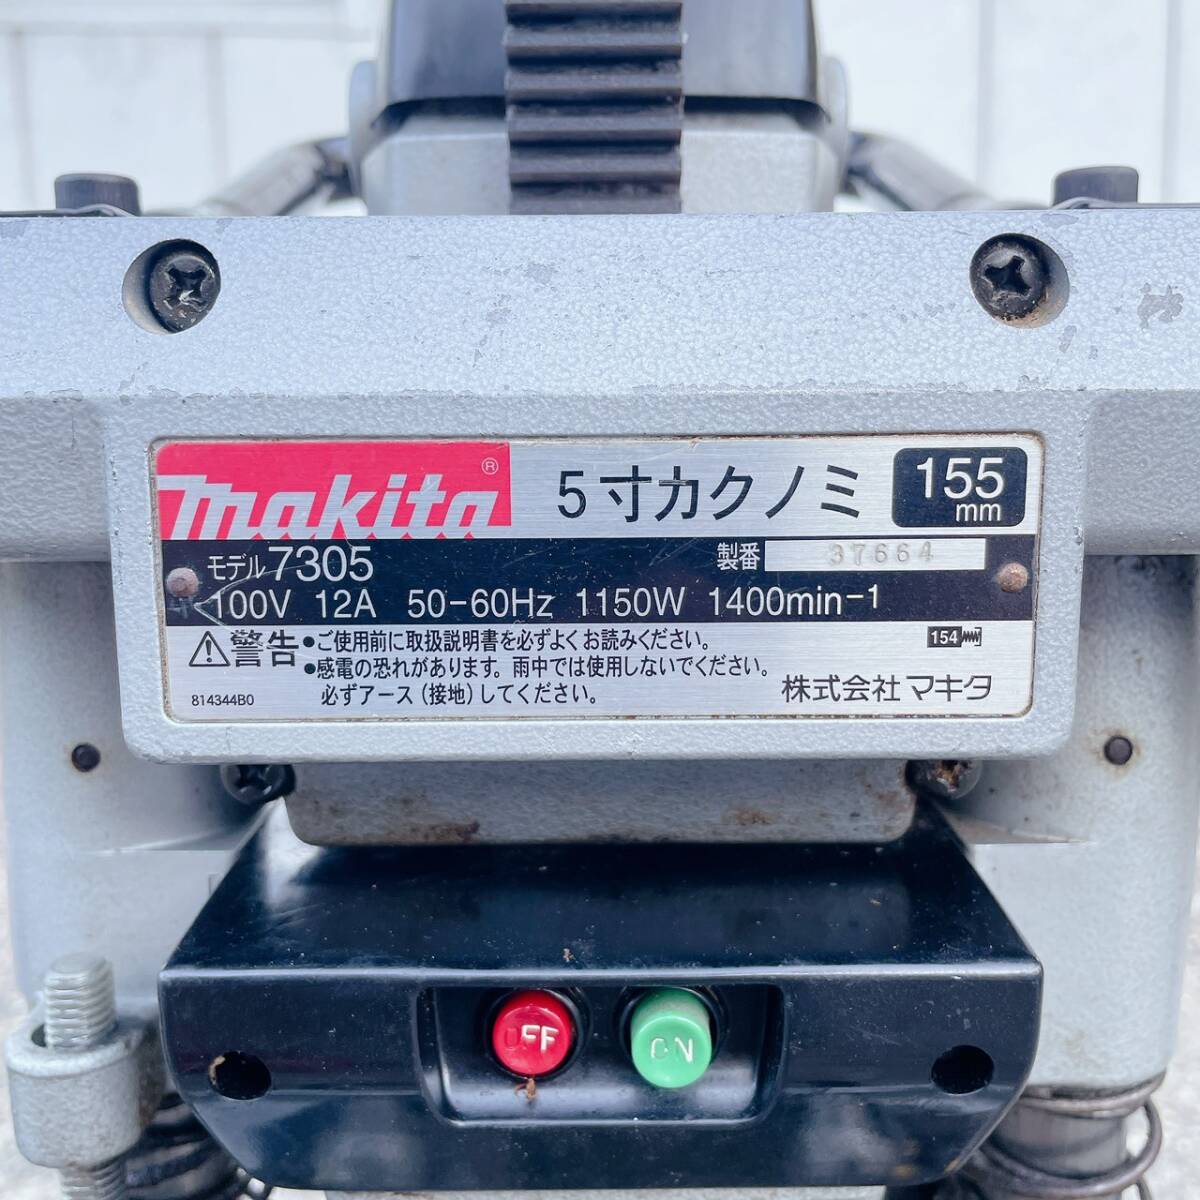 makita®
5寸カクノミ
155
mm
モデル7305
製番 37664
100V 12A 50-60Hz 1150W 1400min-1
警告
●ご使用前に取扱説明書を必ずよくお読みください。
●感電の恐れがあります。雨中では使用しないでください。
必ずアース(接地)してください。
154
814344B0
株式会社マキタ
OFF
ON